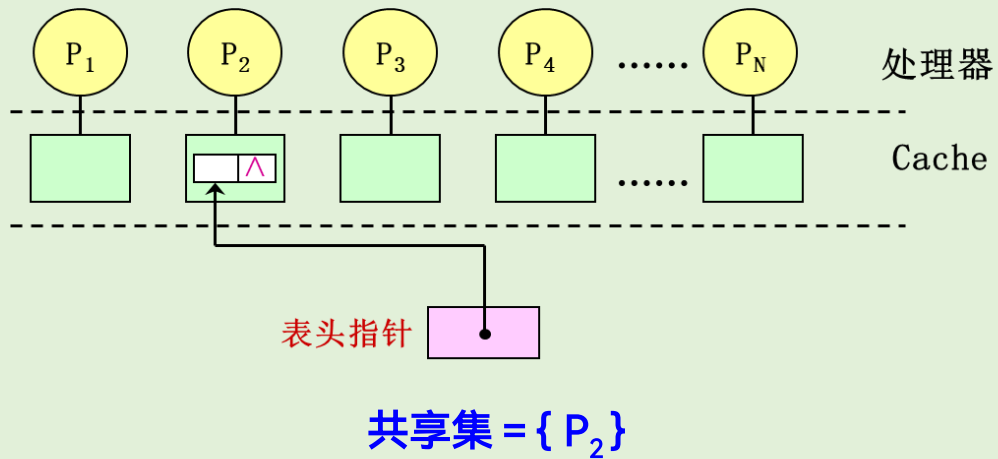 P1 P2 P3 P4 …… PN 处理器
∧ …… Cache
表头指针
共享集 = { P2 }